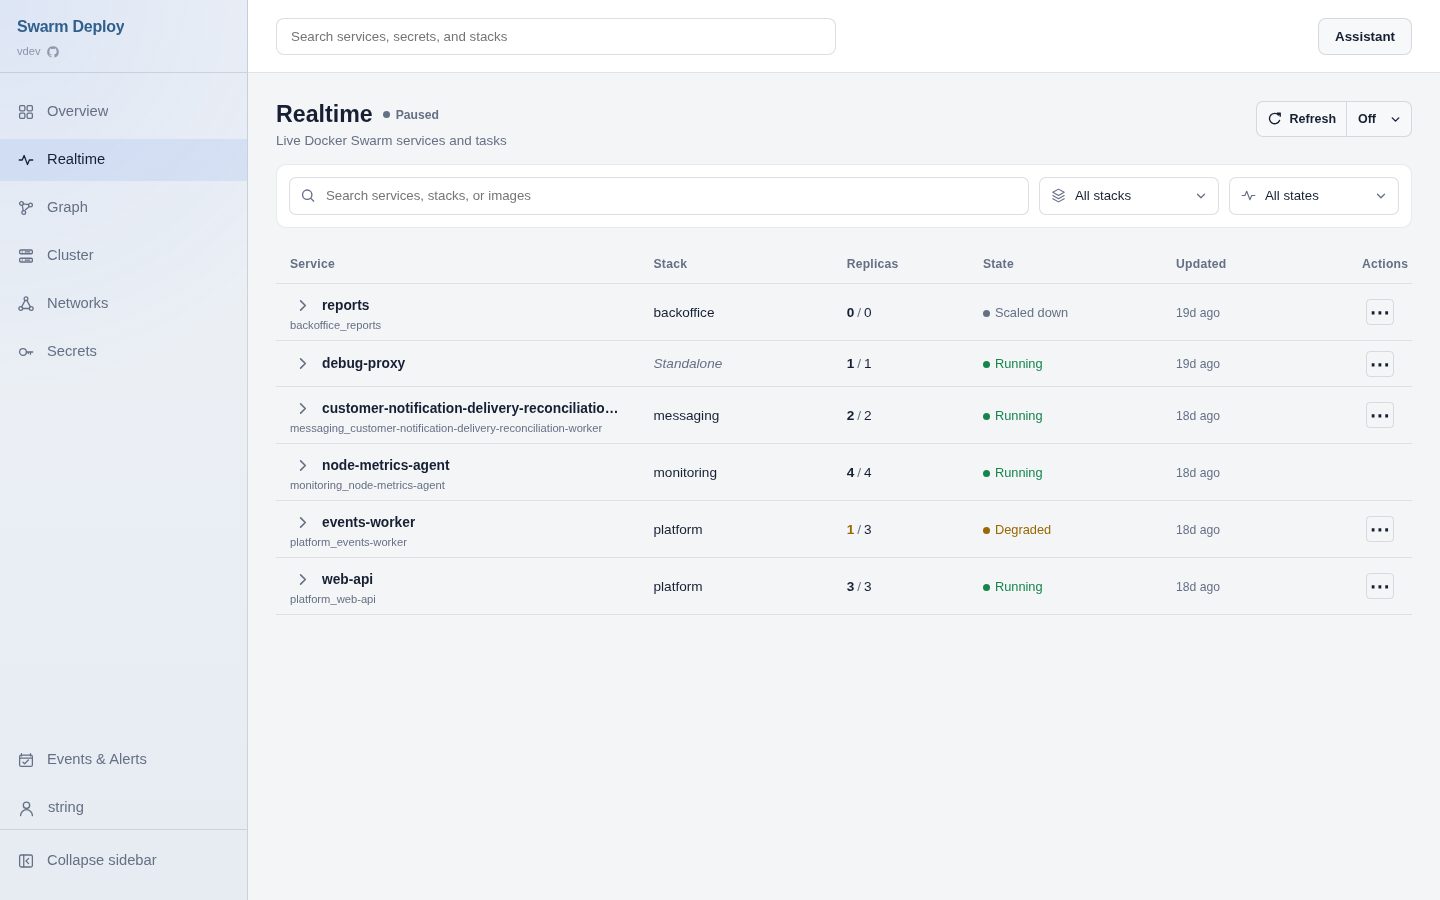 Swarm Deploy
vdev
Overview
Realtime
Graph
Cluster
Networks
Secrets
Events & Alerts
string
Collapse sidebar
Search services, secrets, and stacks
Assistant
Realtime
Paused
Live Docker Swarm services and tasks
Refresh
Off
Search services, stacks, or images
All stacks
All states
Service Stack Replicas State Updated Actions
reports
backoffice_reports
backoffice 0 / 0 Scaled down 19d ago
debug-proxy Standalone 1 / 1 Running 19d ago
customer-notification-delivery-reconciliatio…
messaging_customer-notification-delivery-reconciliation-worker
messaging 2 / 2 Running 18d ago
node-metrics-agent
monitoring_node-metrics-agent
monitoring 4 / 4 Running 18d ago
events-worker
platform_events-worker
platform 1 / 3 Degraded 18d ago
web-api
platform_web-api
platform 3 / 3 Running 18d ago